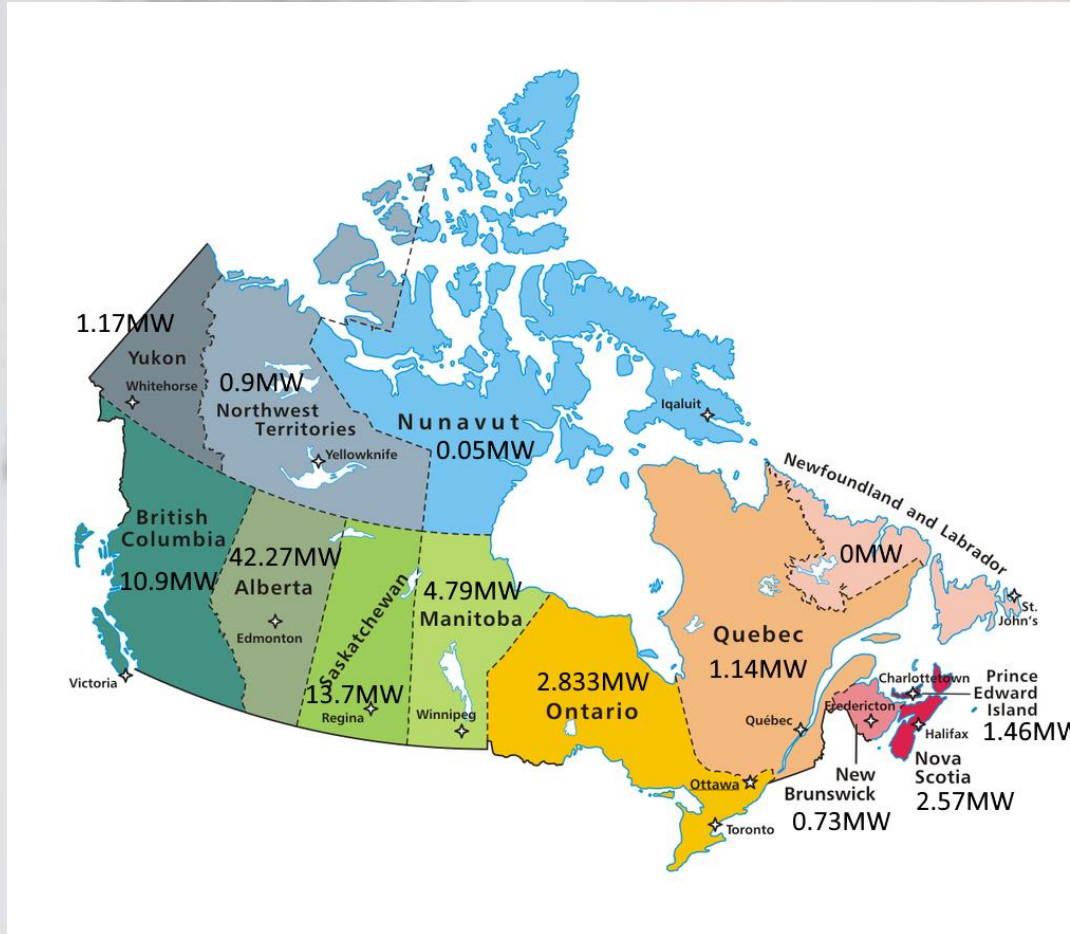 1.17MW
Yukon
Whitehorse
0.9MW
Northwest
Territories
Yellowknife
Nunavut
0.05MW
Iqaluit
British
Columbia
10.9MW
Victoria
42.27MW
Alberta
Edmonton
Saskatchewan
13.7MW
Regina
4.79MW
Manitoba
Winnipeg
2.833MW
Ontario
Ottawa
Toronto
Quebec
1.14MW
Québec
Newfoundland and Labrador
0MW
St.
John's
Charlottetown
Prince
Edward
Island
1.46MW
Fredericton
Halifax
Nova
Scotia
2.57MW
New
Brunswick
0.73MW